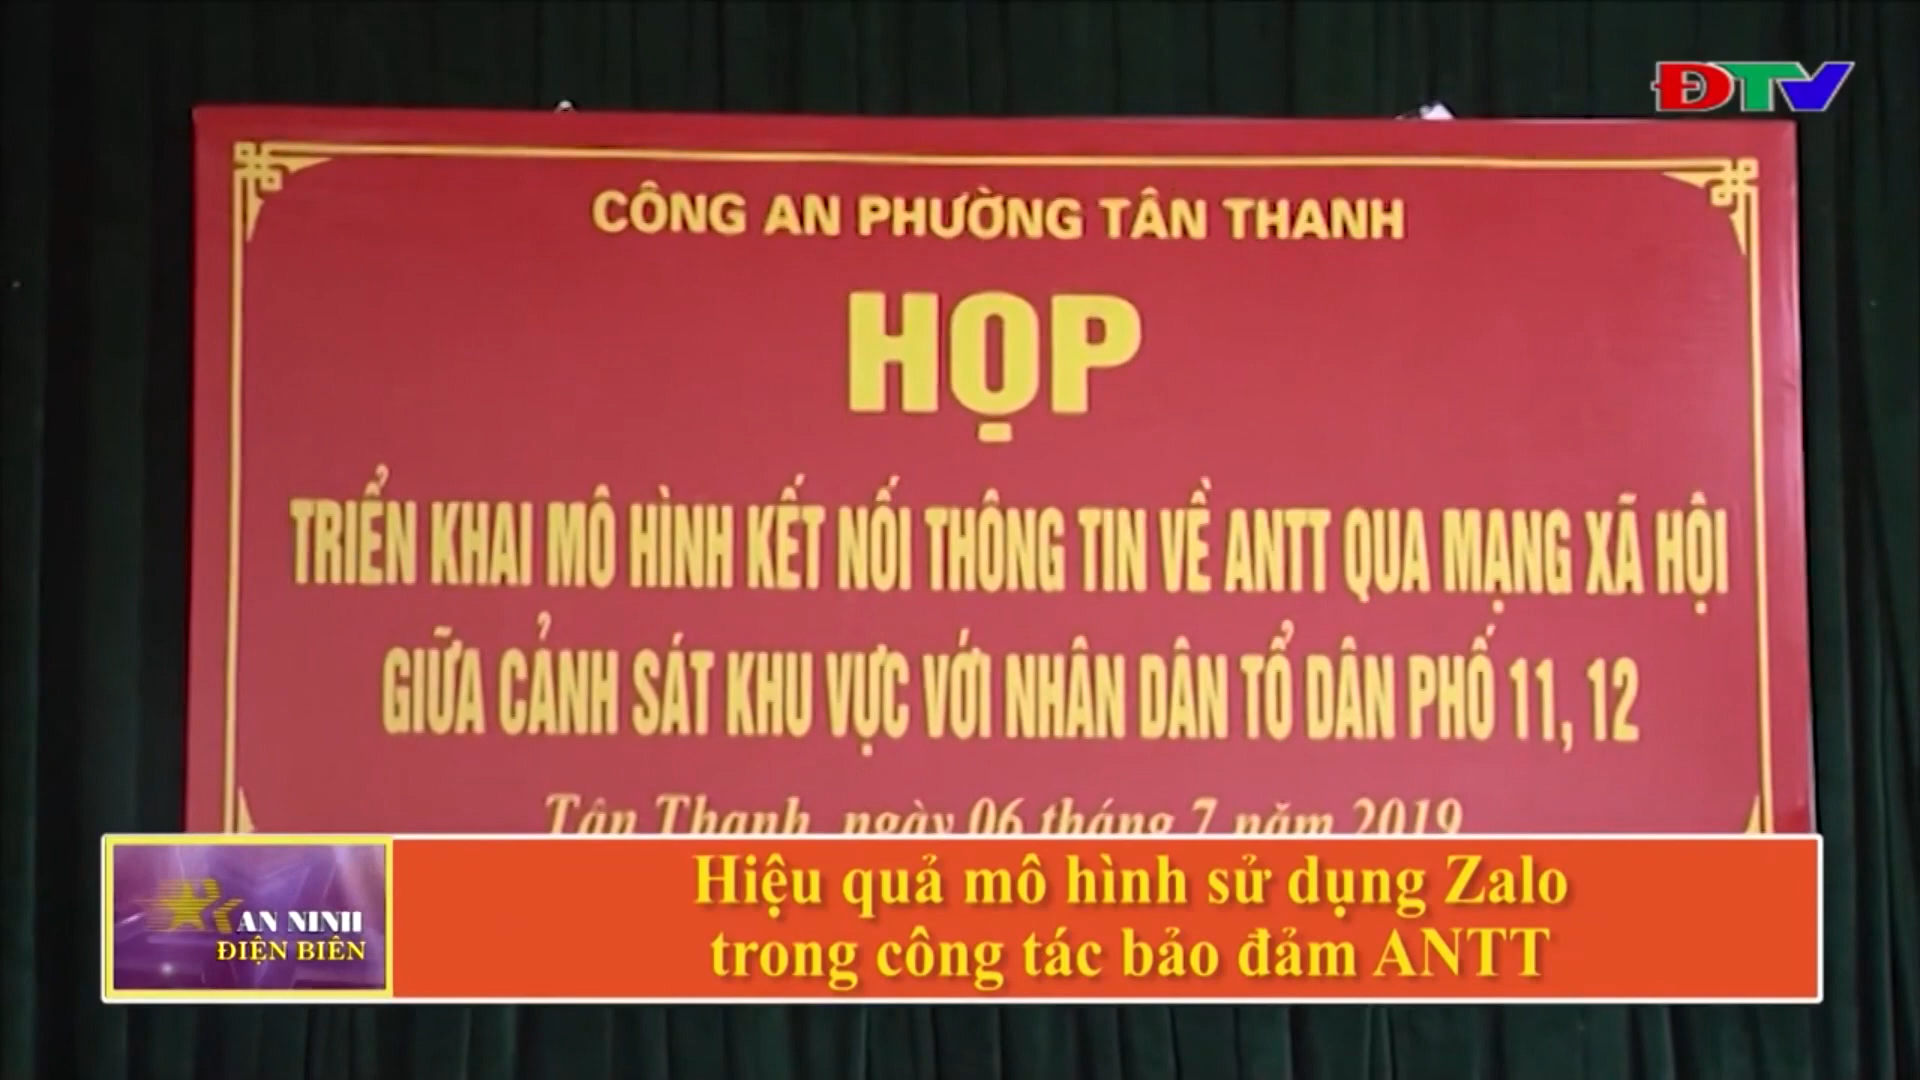 ĐTV
CÔNG AN PHƯỜNG TÂN THANH
HỌP
TRIỂN KHAI MÔ HÌNH KẾT NỐI THÔNG TIN VỀ ANTT QUA MẠNG XÃ HỘI
GIỮA CẢNH SÁT KHU VỰC VỚI NHÂN DÂN TỔ DÂN PHỐ 11, 12
Tân Thanh, ngày 06 tháng 7 năm 2019
Hiệu quả mô hình sử dụng Zalo
trong công tác bảo đảm ANTT
AN NINH
ĐIỆN BIÊN